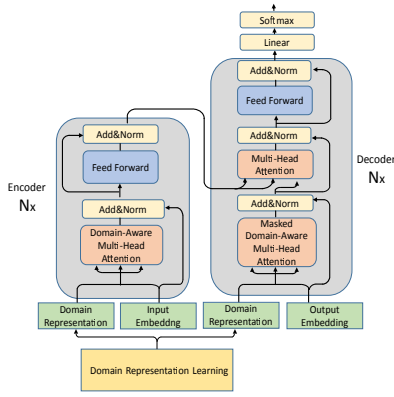 Softmax
Linear
Add&Norm
Feed Forward
Add&Norm
Multi-Head
Attention
Add&Norm
Masked
Domain-Aware
Multi-Head
Attention
Decoder
Nx
Add&Norm
Feed Forward
Add&Norm
Domain-Aware
Multi-Head
Attention
Encoder
Nx
Domain
Representation
Input
Embeddng
Domain
Representation
Output
Embedding
Domain Representation Learning